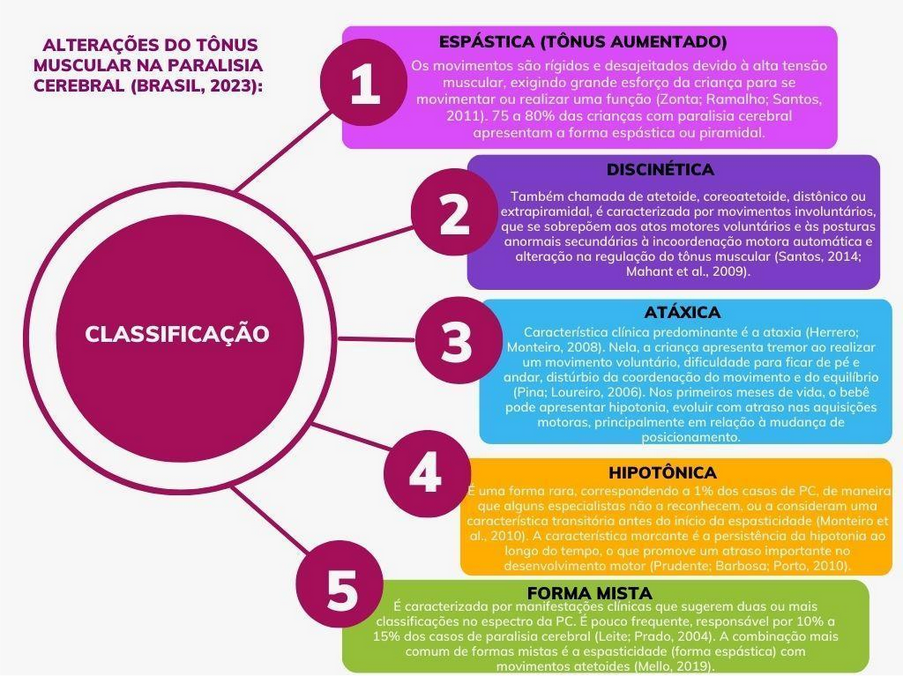 ALTERAÇÕES DO TÔNUS
MUSCULAR NA PARALISIA
CEREBRAL (BRASIL, 2023):
CLASSIFICAÇÃO
1
ESPÁSTICA (TÔNUS AUMENTADO)
Os movimentos são rígidos e desajeitados devido à alta tensão
muscular, exigindo grande esforço da criança para se
movimentar ou realizar uma função (Zonta; Ramalho; Santos,
2011). 75 a 80% das crianças com paralisia cerebral
apresentam a forma espástica ou piramidal.
2
DISCINÉTICA
Também chamada de atetoide, coreoatetoide, distônico ou
extrapiramidal, é caracterizada por movimentos involuntários,
que se sobrepõem aos atos motores voluntários e às posturas
anormais secundárias à incoordenação motora automática e
alteração na regulação do tônus muscular (Santos, 2014;
Mahant et al., 2009).
3
ATÁXICA
Característica clínica predominante é a ataxia (Herrero;
Monteiro, 2008). Nela, a criança apresenta tremor ao realizar
um movimento voluntário, dificuldade para ficar de pé e
andar, distúrbio da coordenação do movimento e do equilíbrio
(Pina; Loureiro, 2006). Nos primeiros meses de vida, o bebê
pode apresentar hipotonia, evoluir com atraso nas aquisições
motoras, principalmente em relação à mudança de
posicionamento.
4
HIPOTÔNICA
É uma forma rara, correspondendo a 1% dos casos de PC, de maneira
que alguns especialistas não a reconhecem, ou a consideram uma
característica transitória antes do início da espasticidade (Monteiro et
al., 2010). A característica marcante é a persistência da hipotonia ao
longo do tempo, o que promove um atraso importante no
desenvolvimento motor (Prudente; Barbosa; Porto, 2010).
5
FORMA MISTA
É caracterizada por manifestações clínicas que sugerem duas ou mais
classificações no espectro da PC. É pouco frequente, responsável por 10% a
15% dos casos de paralisia cerebral (Leite; Prado, 2004). A combinação mais
comum de formas mistas é a espasticidade (forma espástica) com
movimentos atetoides (Mello, 2019).